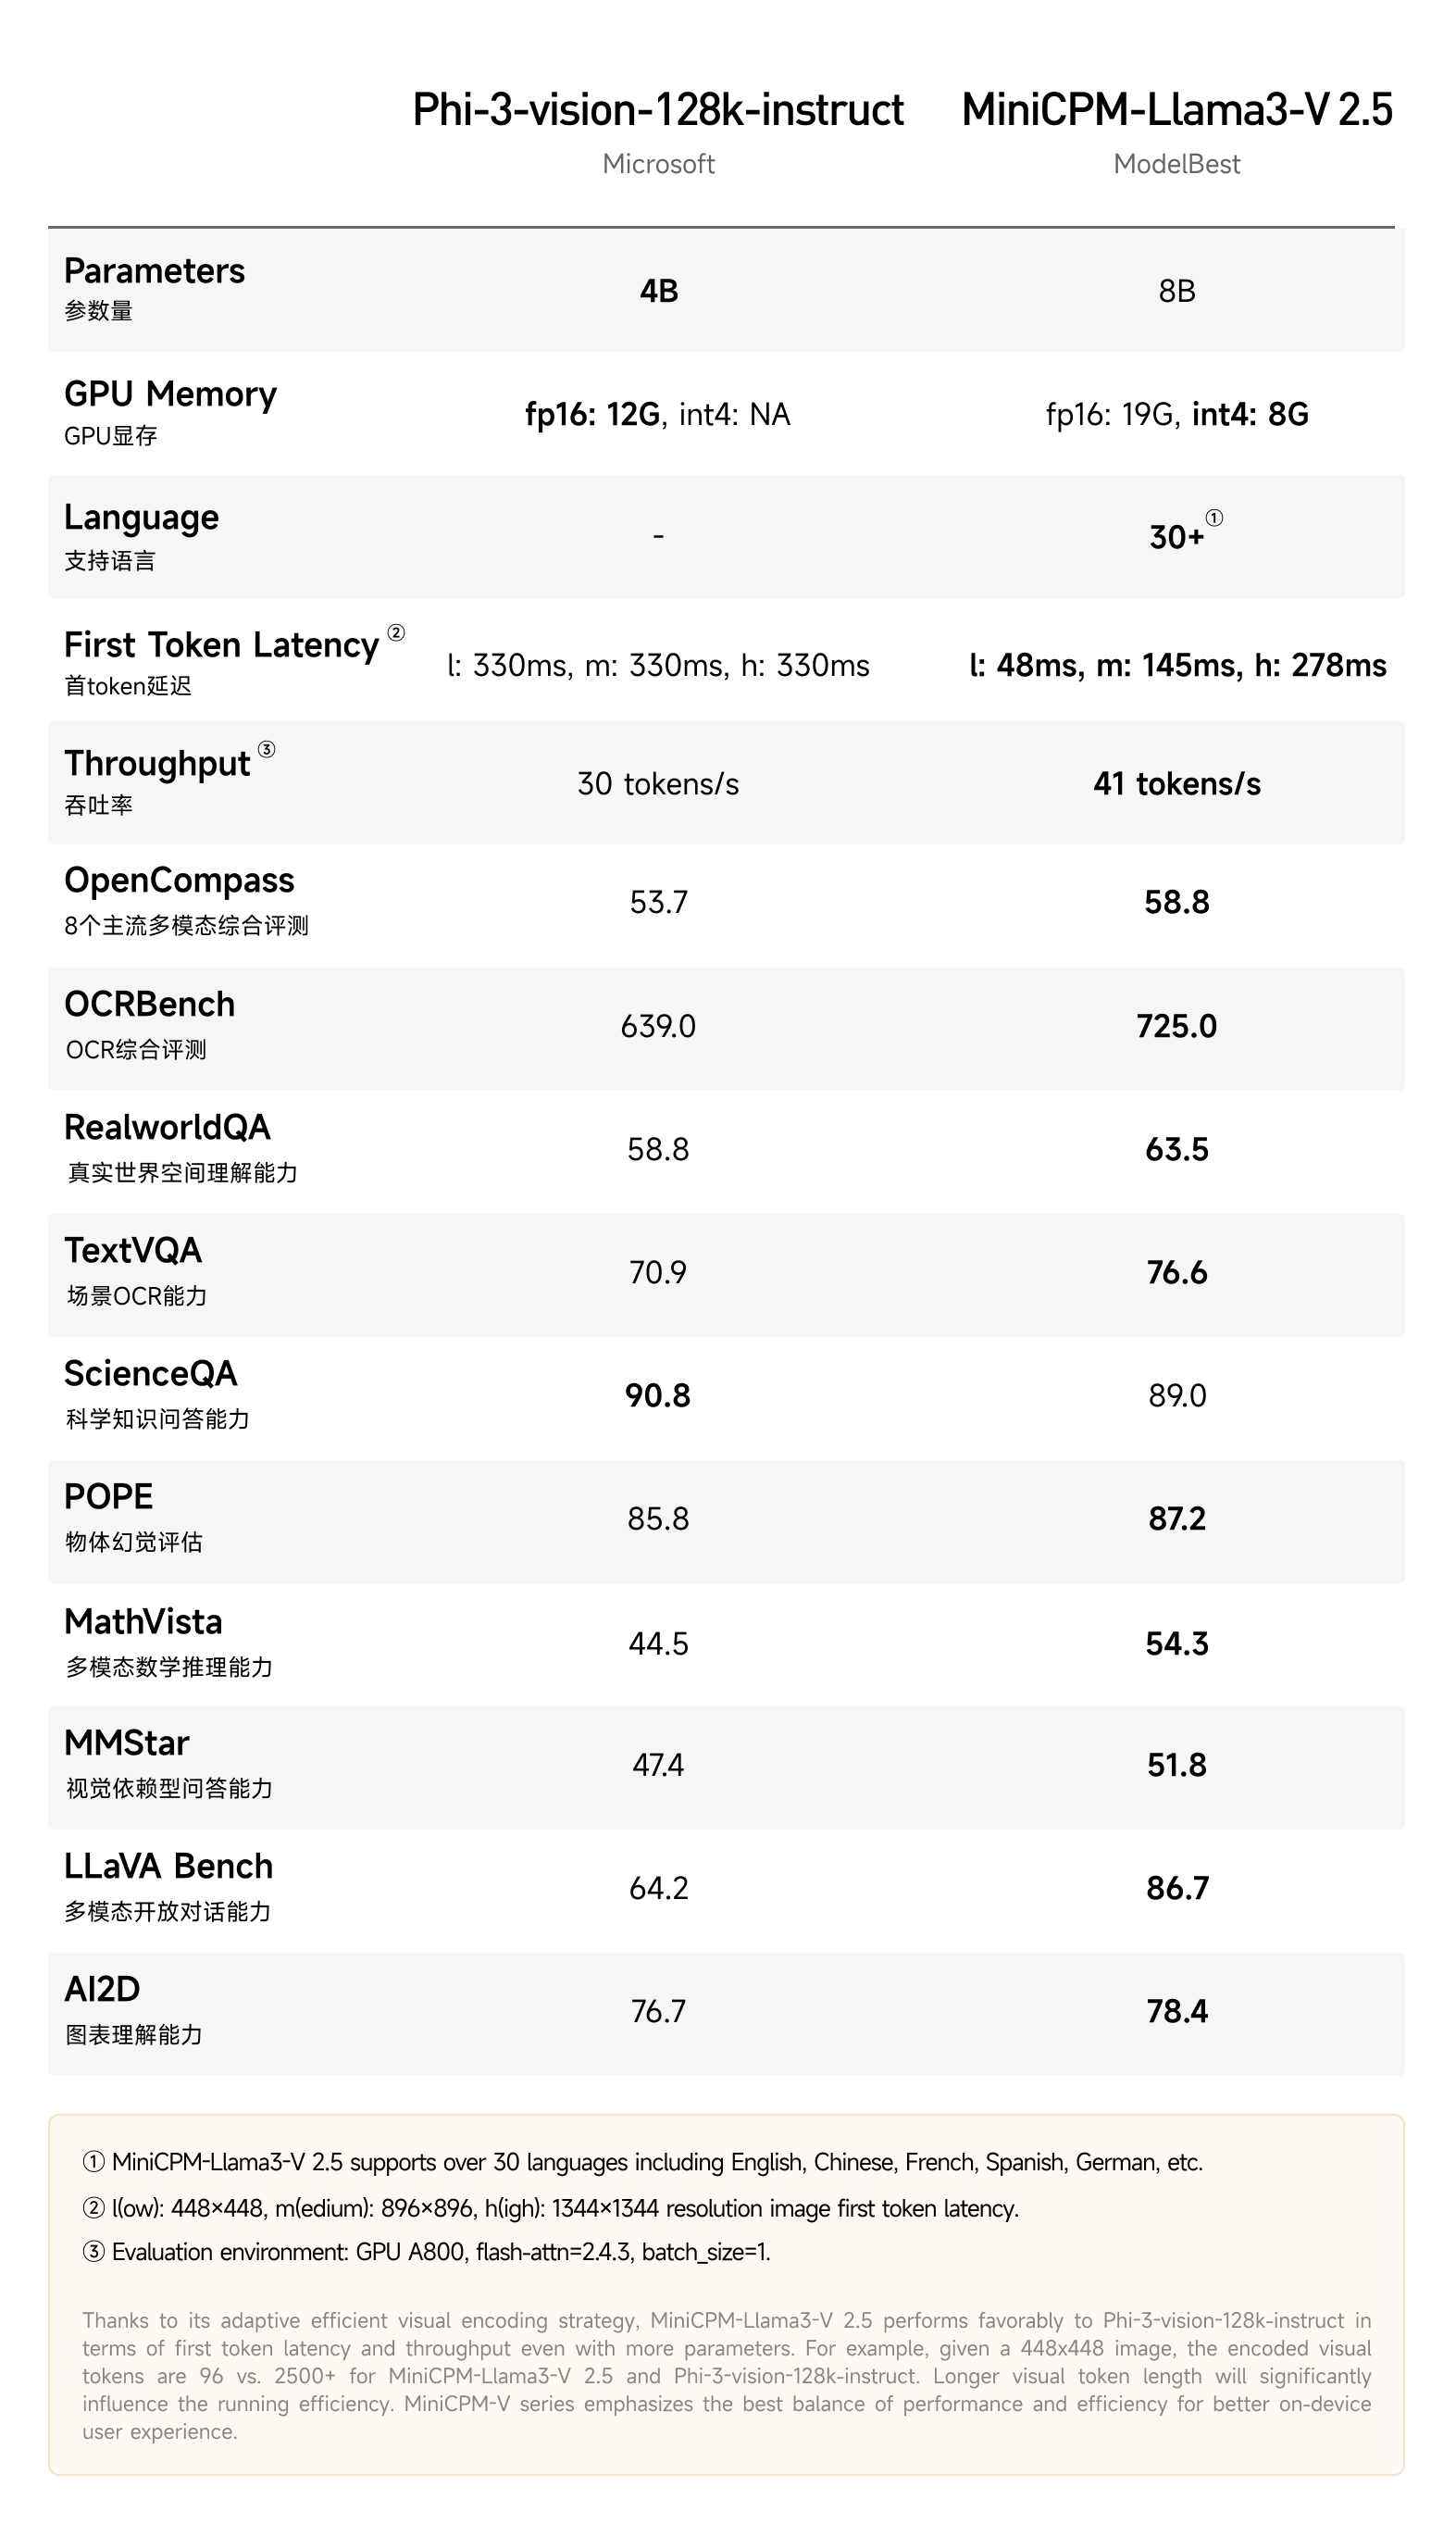 Phi-3-vision-128k-instruct MiniCPM-Llama3-V 2.5
Microsoft ModelBest
Parameters
参数量
4B 8B
GPU Memory
GPU显存
fp16: 12G, int4: NA fp16: 19G, int4: 8G
Language
支持语言
- 30+①
First Token Latency ②
首token延迟
l: 330ms, m: 330ms, h: 330ms l: 48ms, m: 145ms, h: 278ms
Throughput ③
吞吐率
30 tokens/s 41 tokens/s
OpenCompass
8个主流多模态综合评测
53.7 58.8
OCRBench
OCR综合评测
639.0 725.0
RealworldQA
真实世界空间理解能力
58.8 63.5
TextVQA
场景OCR能力
70.9 76.6
ScienceQA
科学知识问答能力
90.8 89.0
POPE
物体幻觉评估
85.8 87.2
MathVista
多模态数学推理能力
44.5 54.3
MMStar
视觉依赖型问答能力
47.4 51.8
LLaVA Bench
多模态开放对话能力
64.2 86.7
AI2D
图表理解能力
76.7 78.4
① MiniCPM-Llama3-V 2.5 supports over 30 languages including English, Chinese, French, Spanish, German, etc.
② l(ow): 448×448, m(edium): 896×896, h(igh): 1344×1344 resolution image first token latency.
③ Evaluation environment: GPU A800, flash-attn=2.4.3, batch_size=1.
Thanks to its adaptive efficient visual encoding strategy, MiniCPM-Llama3-V 2.5 performs favorably to Phi-3-vision-128k-instruct in
terms of first token latency and throughput even with more parameters. For example, given a 448x448 image, the encoded visual
tokens are 96 vs. 2500+ for MiniCPM-Llama3-V 2.5 and Phi-3-vision-128k-instruct. Longer visual token length will significantly
influence the running efficiency. MiniCPM-V series emphasizes the best balance of performance and efficiency for better on-device
user experience.